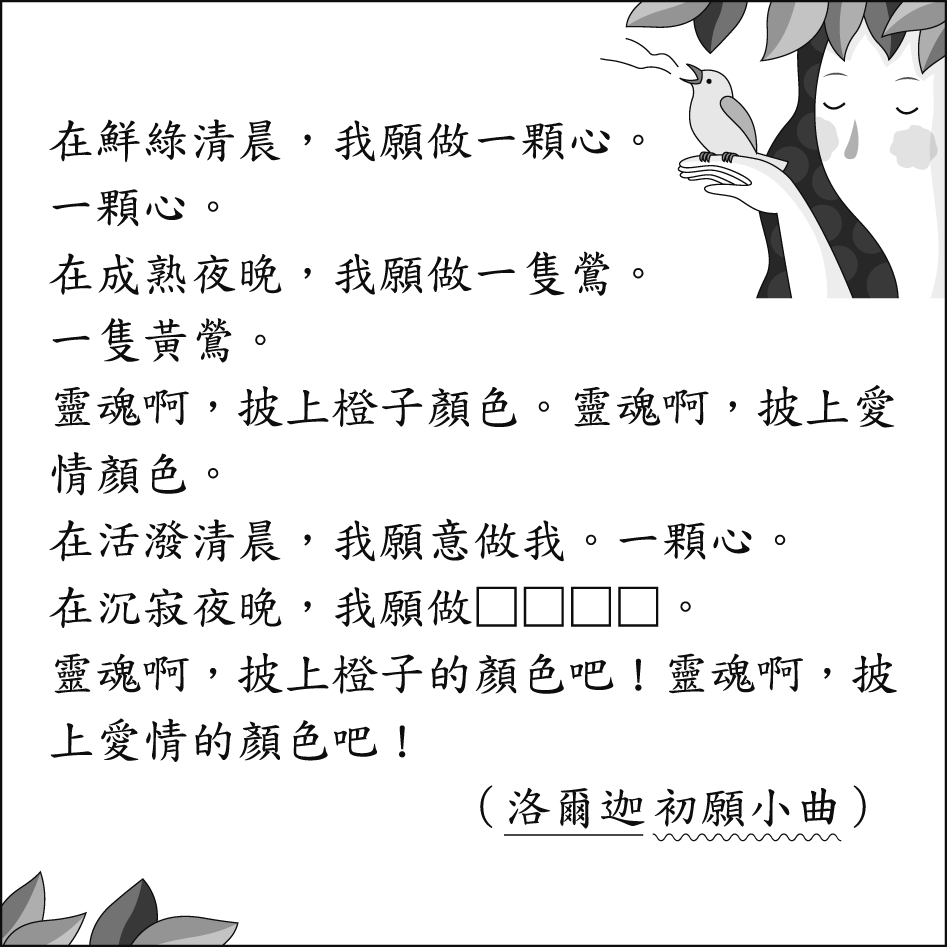 在鮮綠清晨，我願做一顆心。
一顆心。
在成熟夜晚，我願做一隻鶯。
一隻黃鶯。
靈魂啊，披上橙子顏色。靈魂啊，披上愛
情顏色。
在活潑清晨，我願意做我。一顆心。
在沉寂夜晚，我願做□□□□。
靈魂啊，披上橙子的顏色吧！靈魂啊，披
上愛情的顏色吧！
（洛爾迦初願小曲）